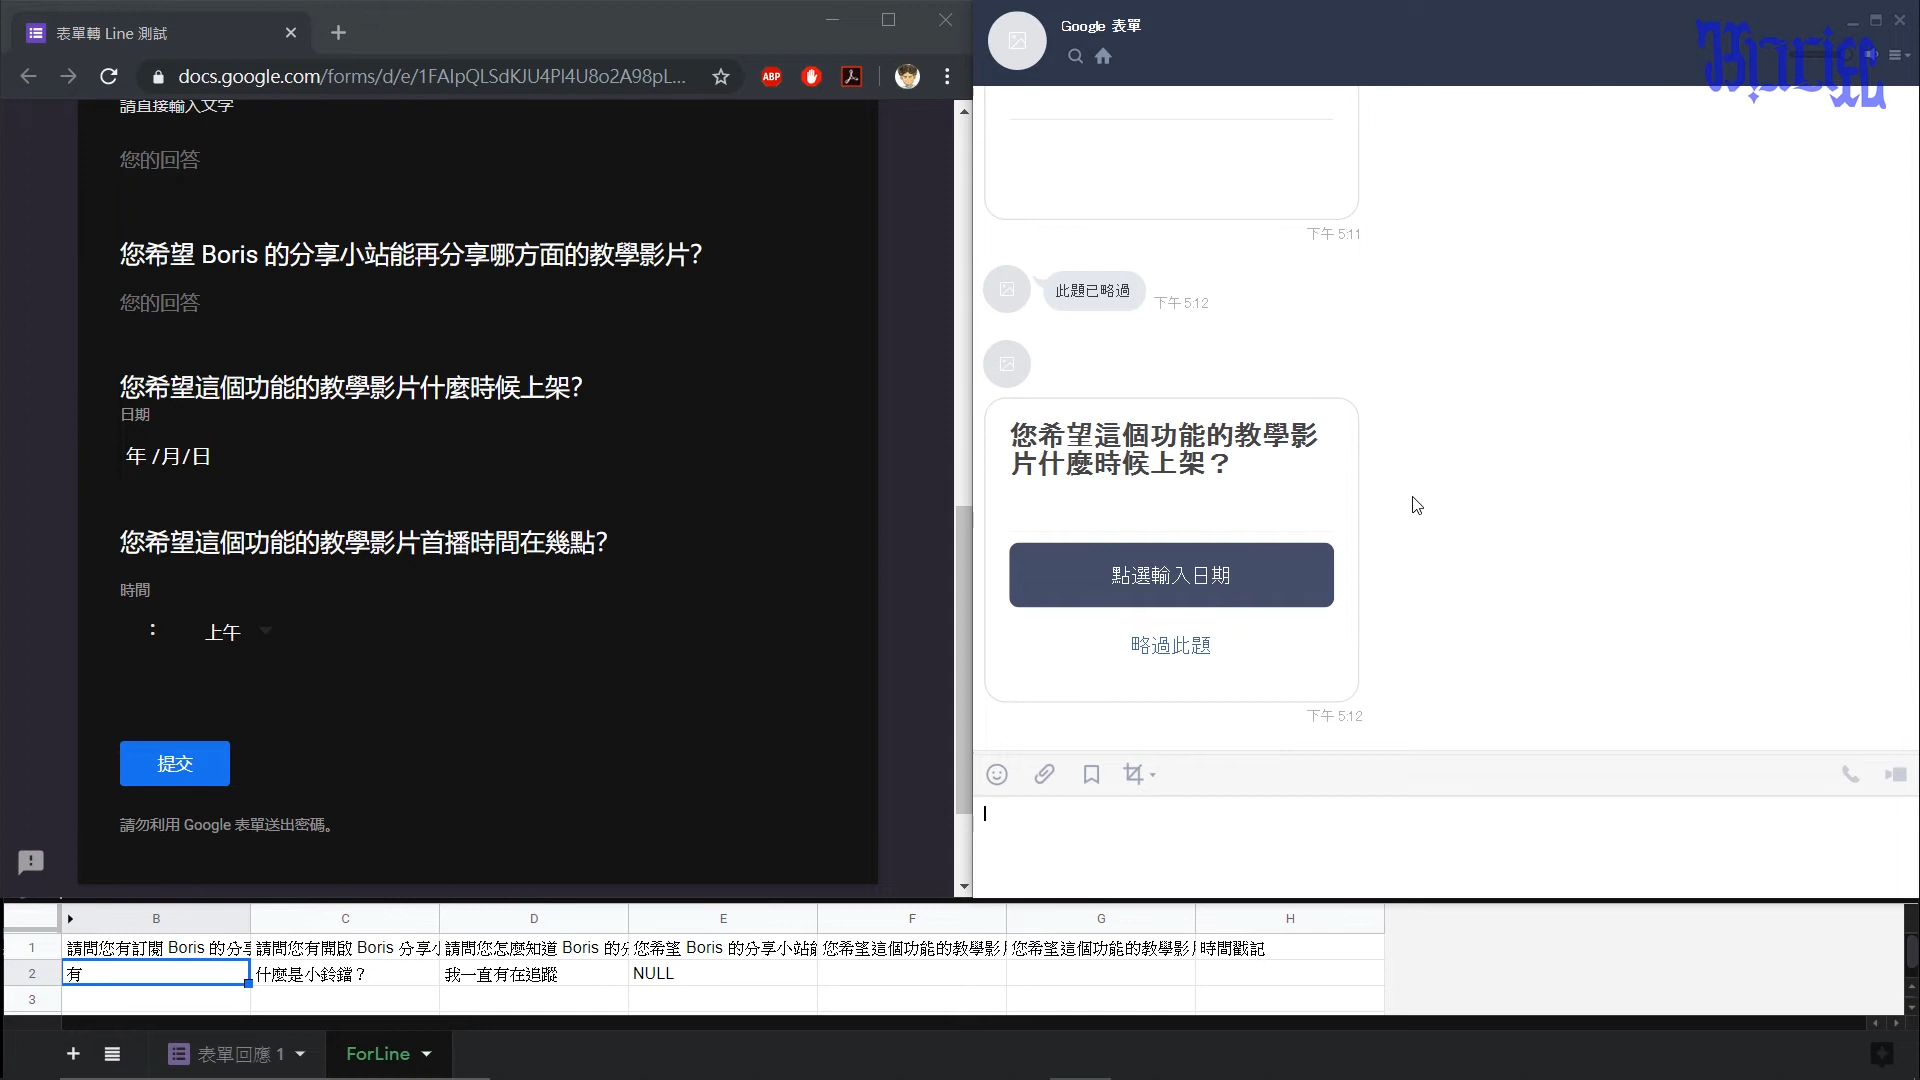 表單轉 Line 測試
docs.google.com/forms/d/e/1FAIpQLSdKJU4Pl4U8o2A98pL...
ABP
請直接輸入文字
您的回答
您希望 Boris 的分享小站能再分享哪方面的教學影片?
您的回答
您希望這個功能的教學影片什麼時候上架?
日期
年 /月/日
您希望這個功能的教學影片首播時間在幾點?
時間
: 上午
提交
請勿利用 Google 表單送出密碼。
Google 表單
下午 5:11
此題已略過
下午 5:12
您希望這個功能的教學影
片什麼時候上架？
點選輸入日期
略過此題
下午 5:12
B C D E F G H
1 請問您有訂閱 Boris 的分享 請問您有開啟 Boris 分享小 請問您怎麼知道 Boris 的分 您希望 Boris 的分享小站能 您希望這個功能的教學影片 您希望這個功能的教學影片 時間戳記
2 有 什麼是小鈴鐺？ 我一直有在追蹤 NULL
3
表單回應 1 ForLine